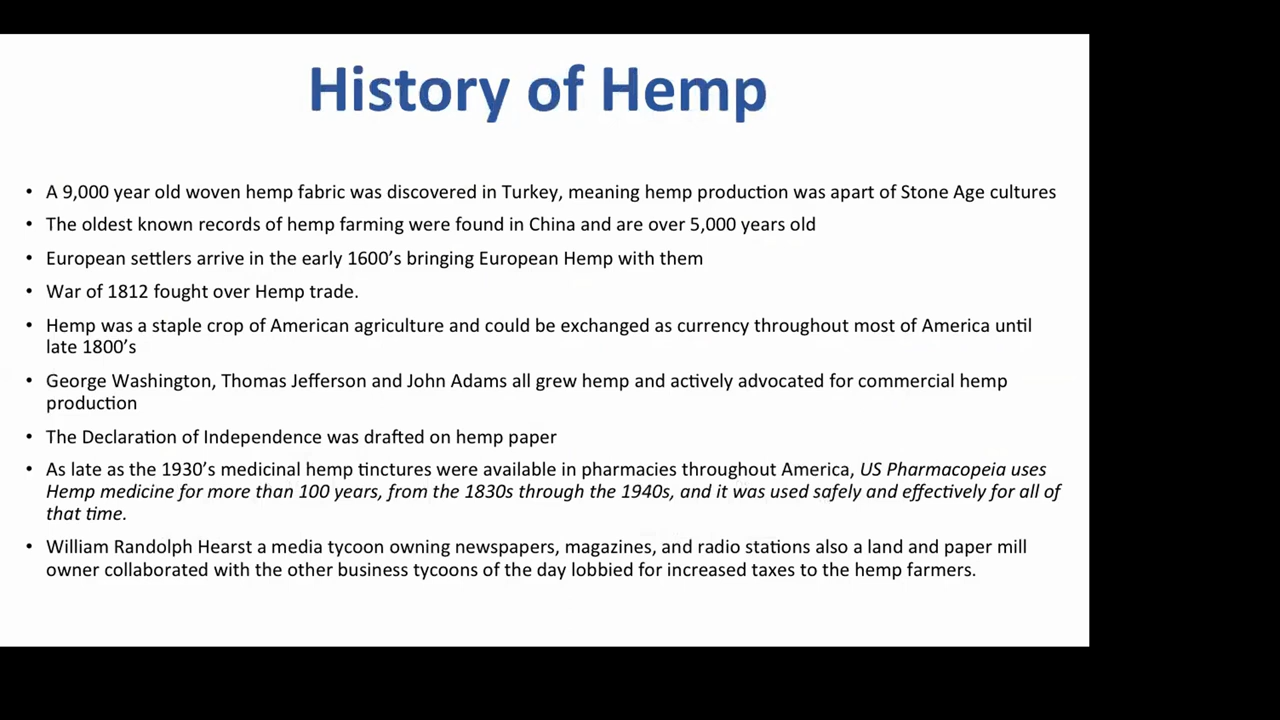 History of Hemp
• A 9,000 year old woven hemp fabric was discovered in Turkey, meaning hemp production was apart of Stone Age cultures
• The oldest known records of hemp farming were found in China and are over 5,000 years old
• European settlers arrive in the early 1600’s bringing European Hemp with them
• War of 1812 fought over Hemp trade.
• Hemp was a staple crop of American agriculture and could be exchanged as currency throughout most of America until
late 1800’s
• George Washington, Thomas Jefferson and John Adams all grew hemp and actively advocated for commercial hemp
production
• The Declaration of Independence was drafted on hemp paper
• As late as the 1930’s medicinal hemp tinctures were available in pharmacies throughout America, US Pharmacopeia uses
Hemp medicine for more than 100 years, from the 1830s through the 1940s, and it was used safely and effectively for all of
that time.
• William Randolph Hearst a media tycoon owning newspapers, magazines, and radio stations also a land and paper mill
owner collaborated with the other business tycoons of the day lobbied for increased taxes to the hemp farmers.